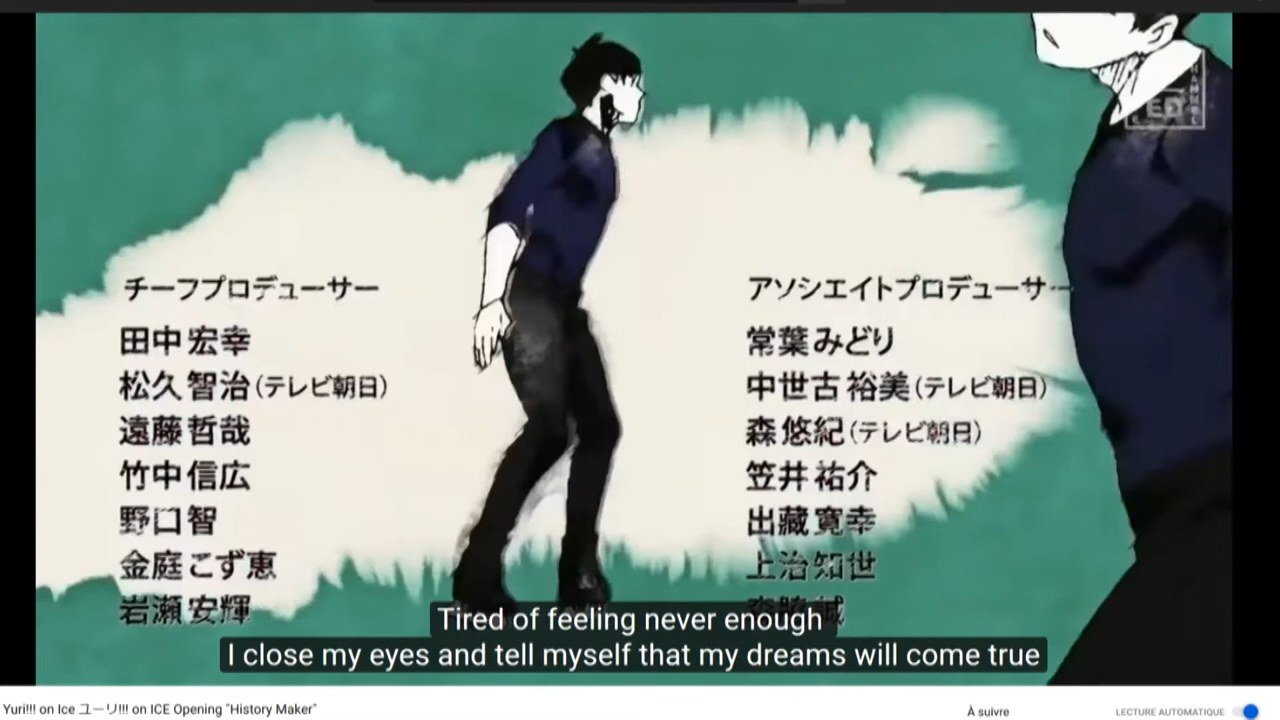 チーフプロデューサー
田中宏幸
松久智治(テレビ朝日)
遠藤哲哉
竹中信広
野口智
金庭こず恵
岩瀬安輝
アソシエイトプロデューサー
常葉みどり
中世古裕美(テレビ朝日)
森悠紀(テレビ朝日)
笠井祐介
出藏寛幸
上治知世
誠
Tired of feeling never enough
I close my eyes and tell myself that my dreams will come true
Yuri!!! on Ice ユーリ!!! on ICE Opening "History Maker"
À suivre
LECTURE AUTOMATIQUE